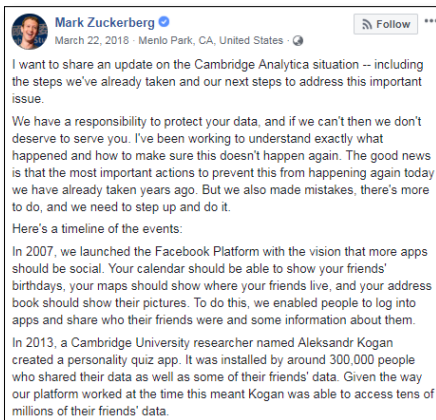 Mark Zuckerberg
Follow
March 22, 2018 · Menlo Park, CA, United States ·
I want to share an update on the Cambridge Analytica situation -- including
the steps we've already taken and our next steps to address this important
issue.
We have a responsibility to protect your data, and if we can't then we don't
deserve to serve you. I've been working to understand exactly what
happened and how to make sure this doesn't happen again. The good news
is that the most important actions to prevent this from happening again today
we have already taken years ago. But we also made mistakes, there's more
to do, and we need to step up and do it.
Here's a timeline of the events:
In 2007, we launched the Facebook Platform with the vision that more apps
should be social. Your calendar should be able to show your friends'
birthdays, your maps should show where your friends live, and your address
book should show their pictures. To do this, we enabled people to log into
apps and share who their friends were and some information about them.
In 2013, a Cambridge University researcher named Aleksandr Kogan
created a personality quiz app. It was installed by around 300,000 people
who shared their data as well as some of their friends' data. Given the way
our platform worked at the time this meant Kogan was able to access tens of
millions of their friends' data.